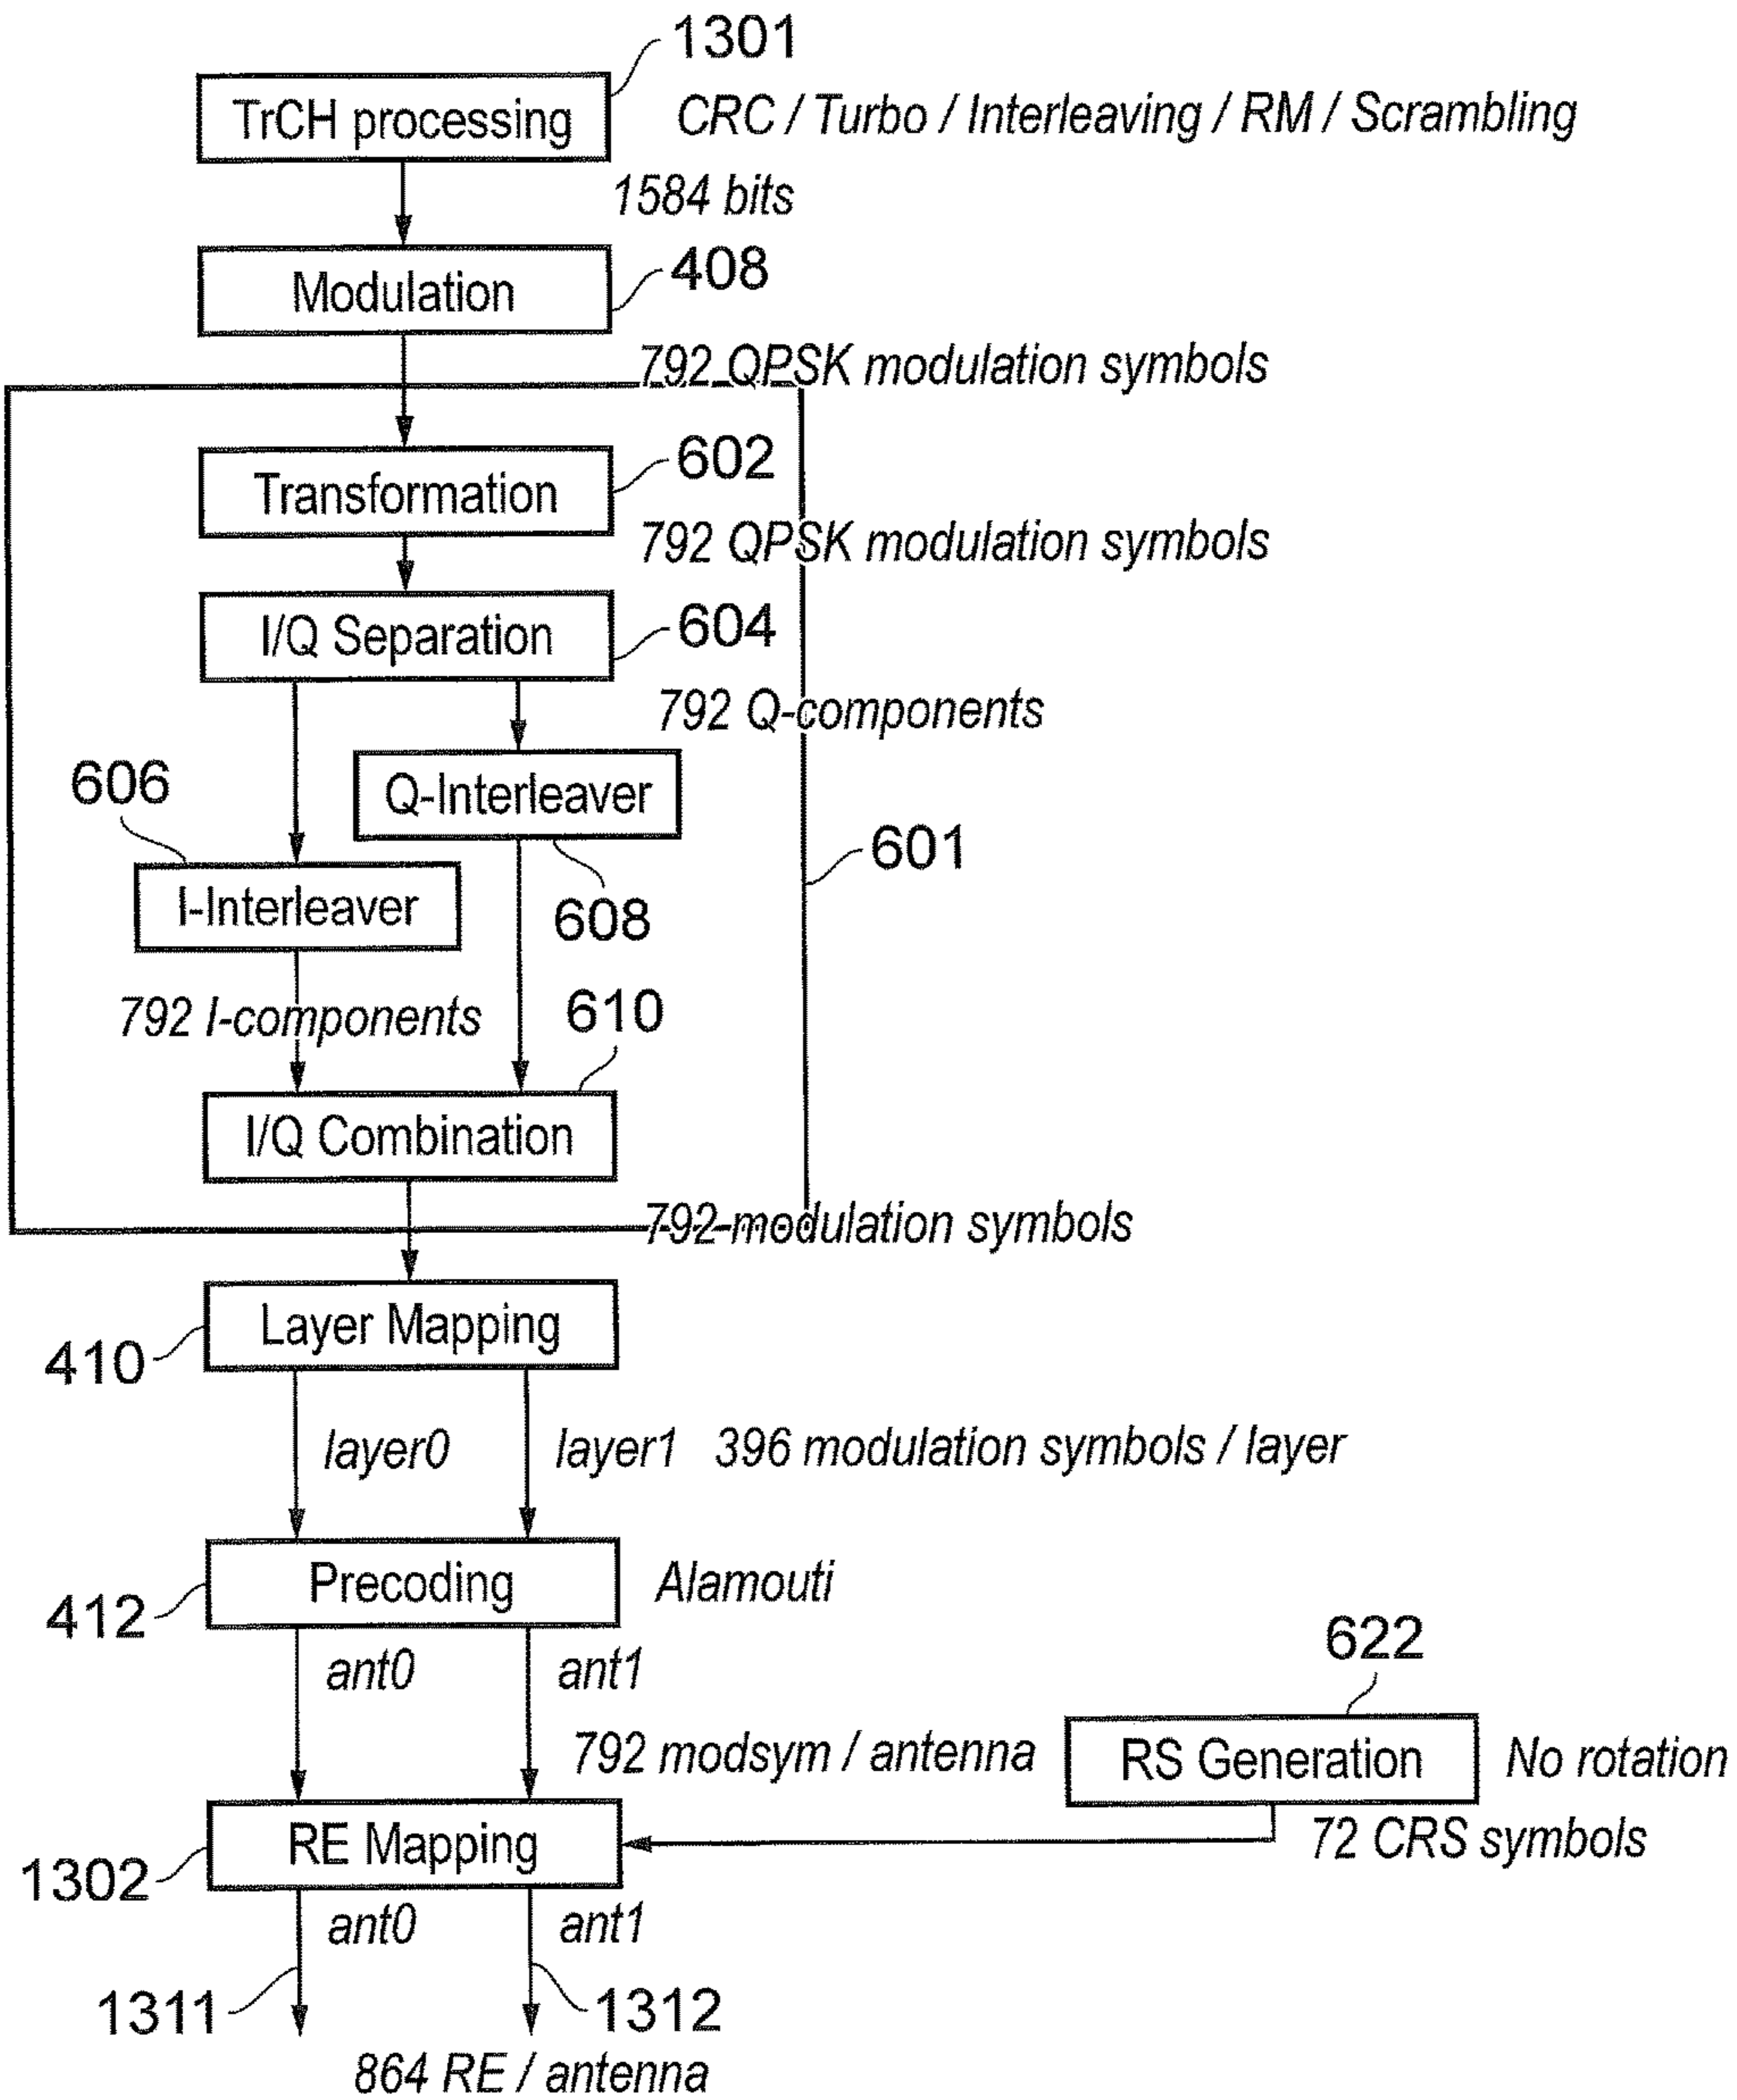 1301
TrCH processing
CRC / Turbo / Interleaving / RM / Scrambling
1584 bits
Modulation
408
792 QPSK modulation symbols
Transformation
602
792 QPSK modulation symbols
I/Q Separation
604
792 Q-components
606
Q-Interleaver
601
I-Interleaver
608
792 I-components
610
I/Q Combination
792 modulation symbols
Layer Mapping
410
layer0
layer1
396 modulation symbols / layer
Precoding
Alamouti
412
622
ant0
ant1
792 modsym / antenna
RS Generation
No rotation
72 CRS symbols
RE Mapping
1302
ant0
ant1
1311
1312
864 RE / antenna